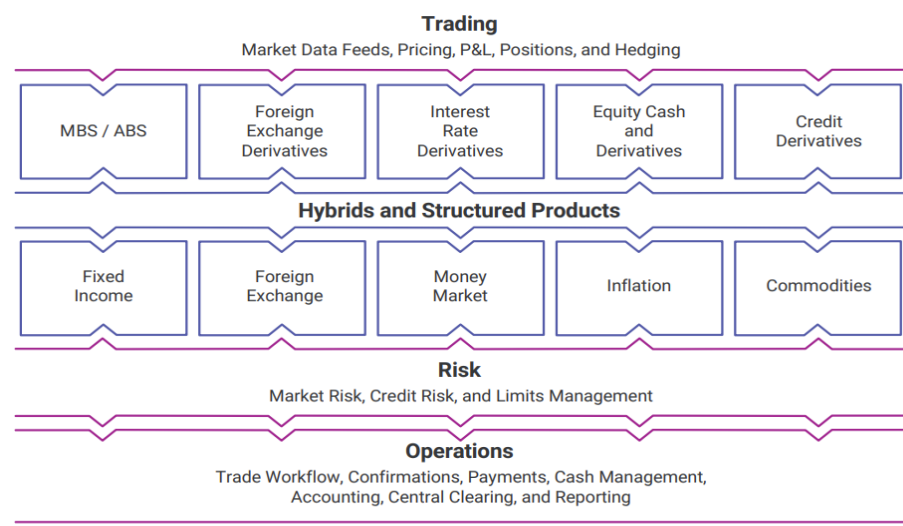 Trading
Market Data Feeds, Pricing, P&L, Positions, and Hedging
MBS / ABS
Foreign
Exchange
Derivatives
Interest
Rate
Derivatives
Equity Cash
and
Derivatives
Credit
Derivatives
Hybrids and Structured Products
Fixed
Income
Foreign
Exchange
Money
Market
Inflation
Commodities
Risk
Market Risk, Credit Risk, and Limits Management
Operations
Trade Workflow, Confirmations, Payments, Cash Management,
Accounting, Central Clearing, and Reporting